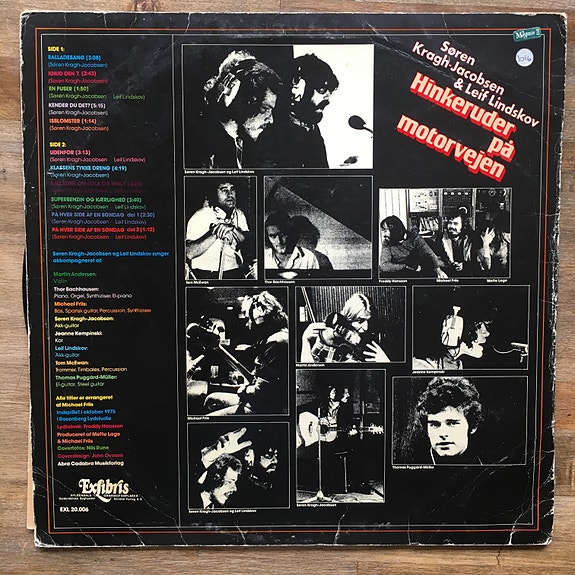 SIDE 1:
BALLADESANG (3:08)
(Søren Kragh-Jacobsen)
KNUD DEN 7. (2:43)
(Søren Kragh-Jacobsen)
EN FUSER (1:50)
(Søren Kragh-Jacobsen Leif Lindskov)
KENDER DU DET? (5:15)
(Søren Kragh-Jacobsen)
ISBLOMSTER (1:14)
(Søren Kragh-Jacobsen)
SIDE 2:
UDENFOR (3:13)
(Søren Kragh-Jacobsen Leif Lindskov)
KLASSENS TYKKE DRENG (4:19)
(Søren Kragh-Jacobsen)
SUPERBENZIN OG KÆRLIGHED (3:40)
(Søren Kragh-Jacobsen Leif Lindskov)
PÅ HVER SIDE AF EN SØNDAG del 1 (2:30)
(Søren Kragh-Jacobsen Leif Lindskov)
PÅ HVER SIDE AF EN SØNDAG del 2 (1:12)
(Søren Kragh-Jacobsen Leif Lindskov)
Søren Kragh-Jacobsen og Leif Lindskov synger
akkompagneret af:
Martin Andersen:
Violin
Thor Bachhausen:
Piano, Orgel, Synthiziser, El-piano
Michael Friis:
Bas, Spansk guitar, Percussion, Synthiziser
Søren Kragh-Jacobsen:
Akk-guitar
Jeanne Kempinski:
Kor
Leif Lindskov:
Akk-guitar
Tom McEwan:
Trommer, Timbales, Percussion
Thomas Puggård-Müller:
El-guitar, Steel guitar
Alle titler er arrangeret
af Michael Friis
Indspillet i oktober 1975
i Rosenberg Lydstudie
Lydteknik: Freddy Hansson
Produceret af Mette Lage
& Michael Friis
Coverfotos: Nils Rune
Coverdesign: John Ovesen
Abra Cadabra Musikforlag
ExLibris
EXL 20.006
Magasin
1016
Søren
Kragh-Jacobsen
& Leif Lindskov
Hinkeruder
på
motorvejen
Søren Kragh-Jacobsen og Leif Lindskov
Tom McEwan
Thor Bachhausen
Freddy Hansson
Michael Friis
Mette Lage
Michael Friis
Martin Andersen
Jeanne Kempinski
Søren Kragh-Jacobsen og Leif Lindskov
Søren Kragh-Jacobsen
Thomas Puggård-Müller